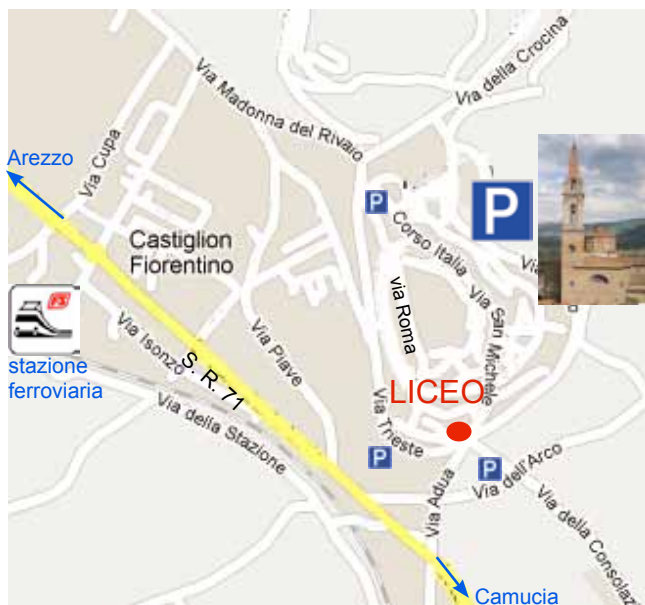 Via della Crocina
Via Madonna del Rivaio
Arezzo
Via Cupa
P
P
Castiglion
Fiorentino
Corso Italia
via Roma
Via San Michele
FS
Via Isonzo
Via Piave
S. R. 71
stazione
ferroviaria
LICEO
Via della Stazione
Via Trieste
P
P
Via dell'Arco
Via Adua
Via della Consolaz
Camucia